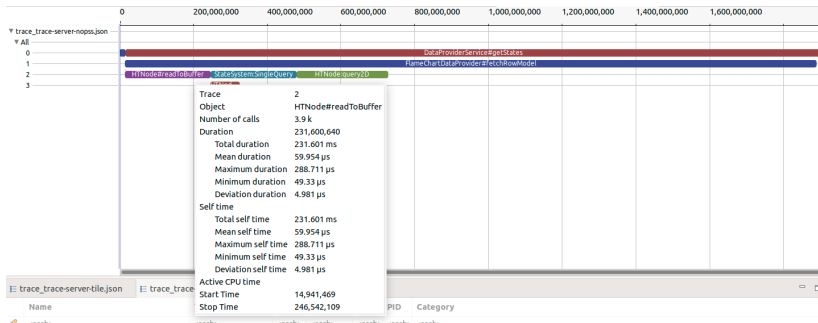 0 200,000,000 400,000,000 600,000,000 800,000,000 1,000,000,000 1,200,000,000 1,400,000,000 1,600,000,000
trace_trace-server-nopss.json
All
0 DataProviderService#getStates
1 FlameChartDataProvider#fetchRowModel
2 HTNode#readToBuffer StateSystem:SingleQuery HTNode:query2D
3
Trace 2
Object HTNode#readToBuffer
Number of calls 3.9 k
Duration 231,600,640
Total duration 231.601 ms
Mean duration 59.954 µs
Maximum duration 288.711 µs
Minimum duration 49.33 µs
Deviation duration 4.981 µs
Self time
Total self time 231.601 ms
Mean self time 59.954 µs
Maximum self time 288.711 µs
Minimum self time 49.33 µs
Deviation self time 4.981 µs
Active CPU time
Start Time 14,941,469
Stop Time 246,542,109
trace_trace-server-tile.json trace_trace
Name PID Category